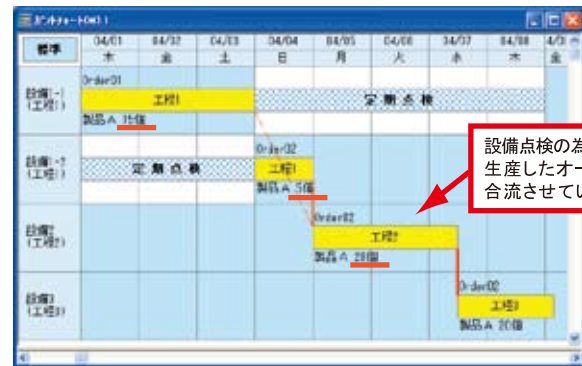 標準
04/01 04/02 04/03 04/04 04/05 04/06 04/07 04/08 4/0
木 金 土 日 月 火 水 木 金
設備1-1
(工程1)
Order01
工程1
製品A 15個
定期点検
設備1-2
(工程1)
定期点検
Order02
工程1
製品A 5個
設備点検の為
生産したオー
合流させてい
設備2
(工程2)
Order02
工程2
製品A 20個
設備3
(工程3)
Order02
工程3
製品A 20個